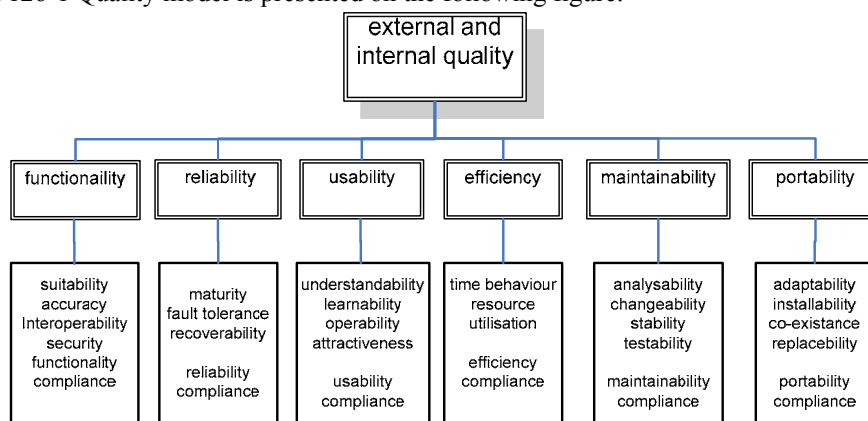 126-1 Quality model is presented on the following figure.
external and
internal quality
functionaility
reliability
usability
efficiency
maintainability
portability
suitability
accuracy
Interoperability
security
functionality
compliance
maturity
fault tolerance
recoverability
reliability
compliance
understandability
learnability
operability
attractiveness
usability
compliance
time behaviour
resource
utilisation
efficiency
compliance
analysability
changeability
stability
testability
maintainability
compliance
adaptability
installability
co-existance
replacebility
portability
compliance